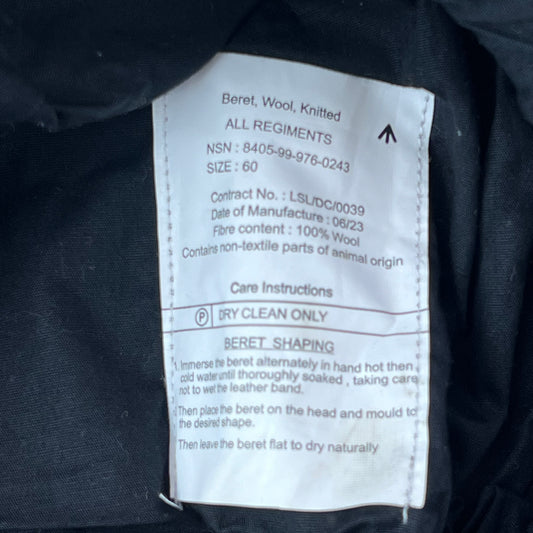 Beret, Wool, Knitted
ALL REGIMENTS
NSN : 8405-99-976-0243
SIZE : 60
Contract No. : LSL/DC/0039
Date of Manufacture : 06/23
Fibre content : 100% Wool
Contains non-textile parts of animal origin
Care Instructions
P DRY CLEAN ONLY
BERET SHAPING
1. Immerse the beret alternately in hand hot then
cold water until thoroughly soaked , taking care
not to wet the leather band.
Then place the beret on the head and mould to
the desired shape.
Then leave the beret flat to dry naturally